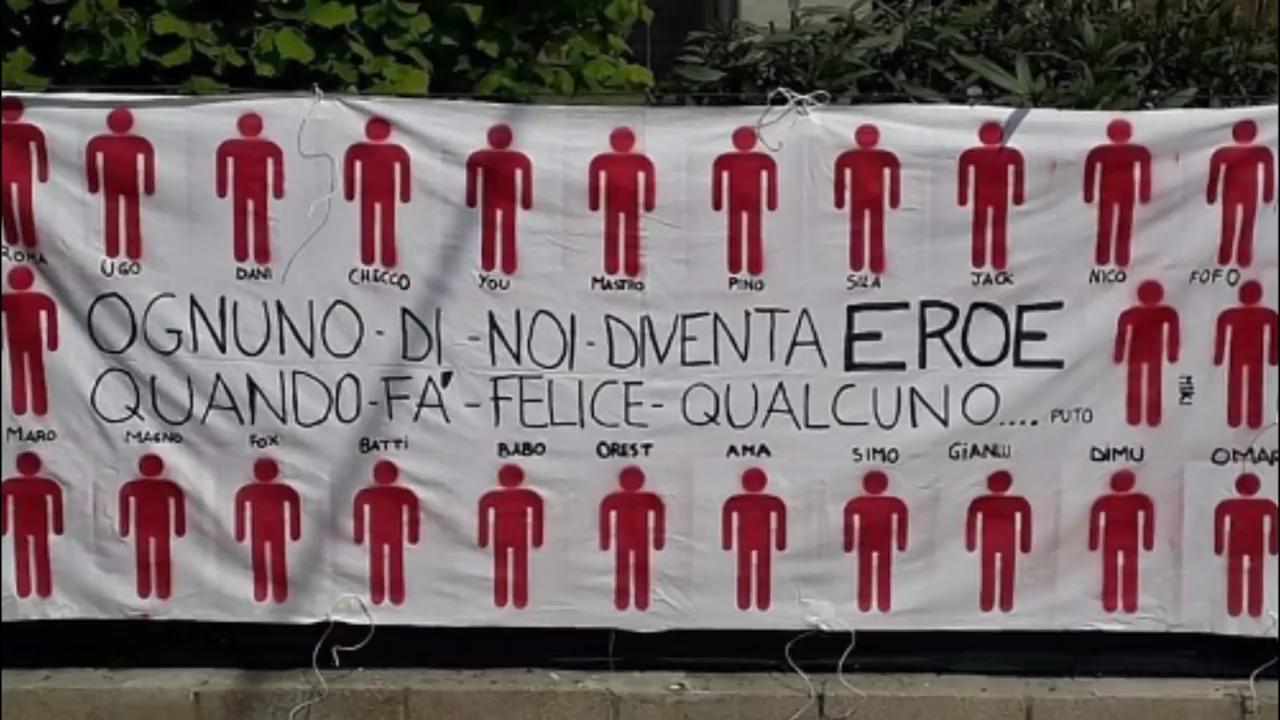 ROMA UGO DANI CHECCO YOU MASTRO PINO SILA JACK NICO FOFO
OGNUNO-DI-NOI-DIVENTA EROE
QUANDO-FA'-FELICE-QUALCUNO.... PUTO
MIKI
MARO MAGNO FOX BATTI BABO OREST AMA SIMO GIANLU DIMU OMAR